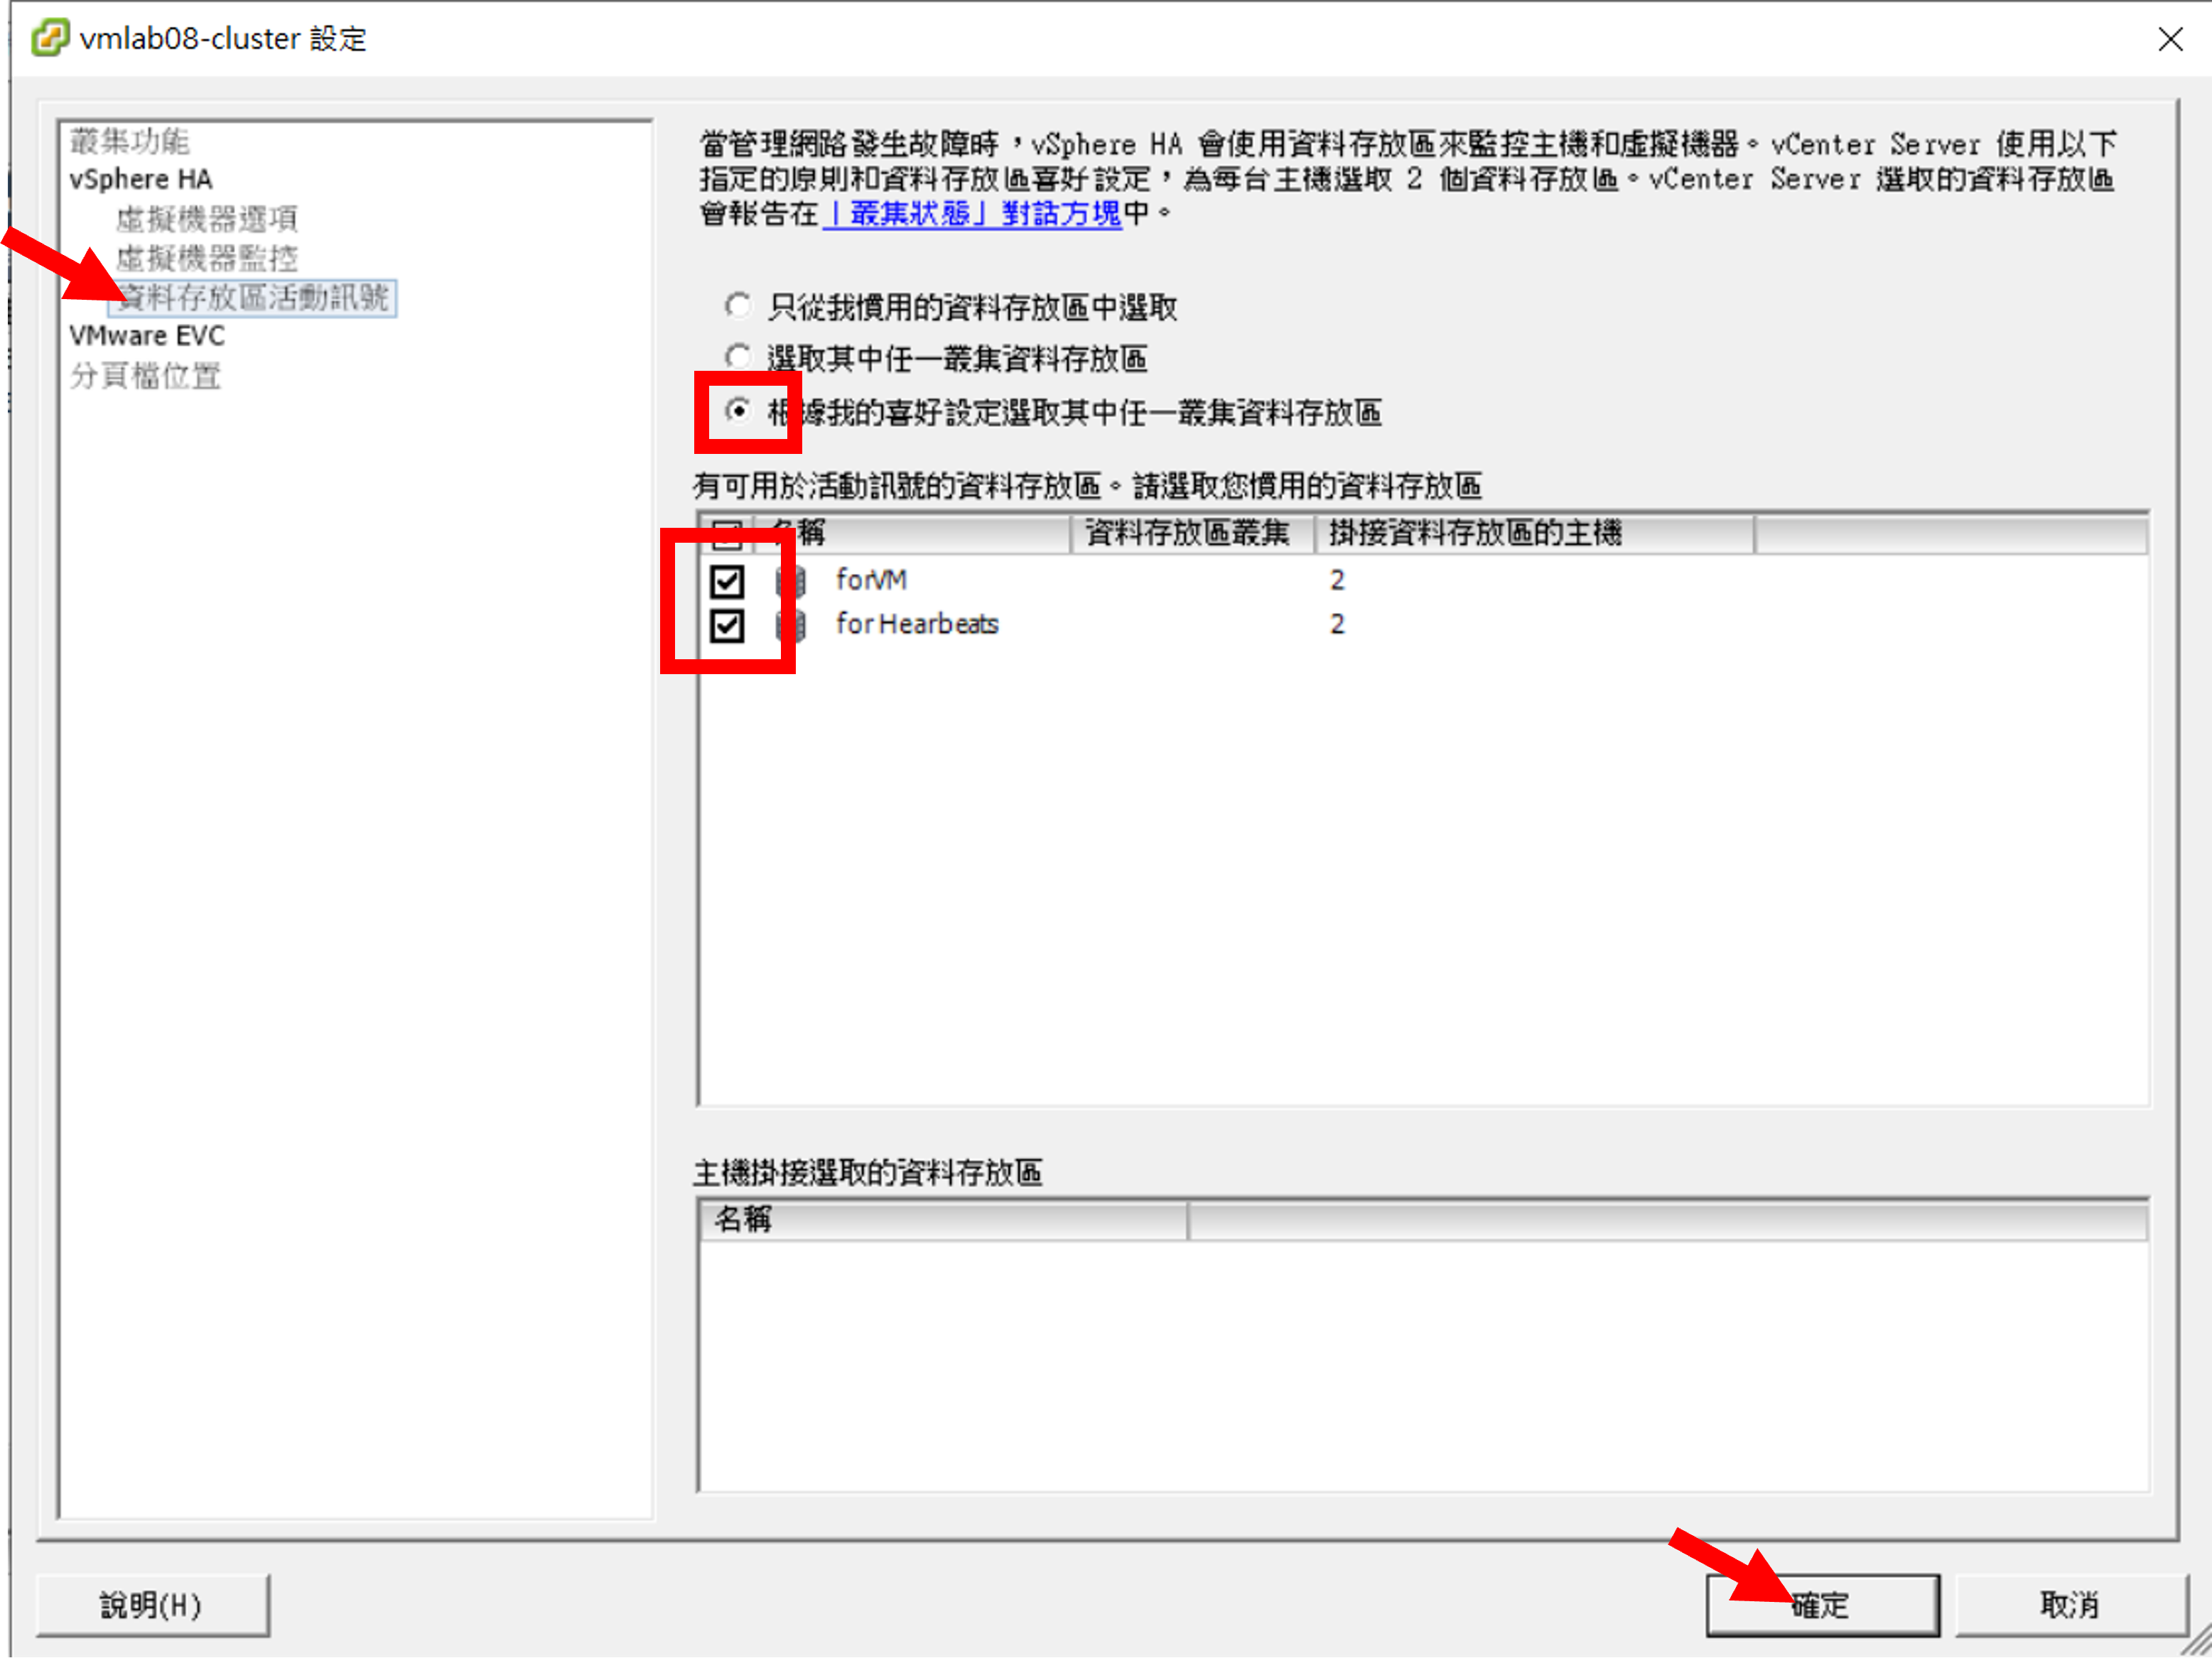 vmlab08-cluster 設定
叢集功能
vSphere HA
虛擬機器選項
虛擬機器監控
資料存放區活動訊號
VMware EVC
分頁檔位置
當管理網路發生故障時，vSphere HA 會使用資料存放區來監控主機和虛擬機器。vCenter Server 使用以下
指定的原則和資料存放區喜好設定，為每台主機選取 2 個資料存放區。vCenter Server 選取的資料存放區
會報告在「叢集狀態」對話方塊中。
只從我慣用的資料存放區中選取
選取其中任一叢集資料存放區
根據我的喜好設定選取其中任一叢集資料存放區
有可用於活動訊號的資料存放區。請選取您慣用的資料存放區
名稱 資料存放區叢集 掛接資料存放區的主機
forVM 2
for Hearbeats 2
主機掛接選取的資料存放區
名稱
說明(H) 確定 取消